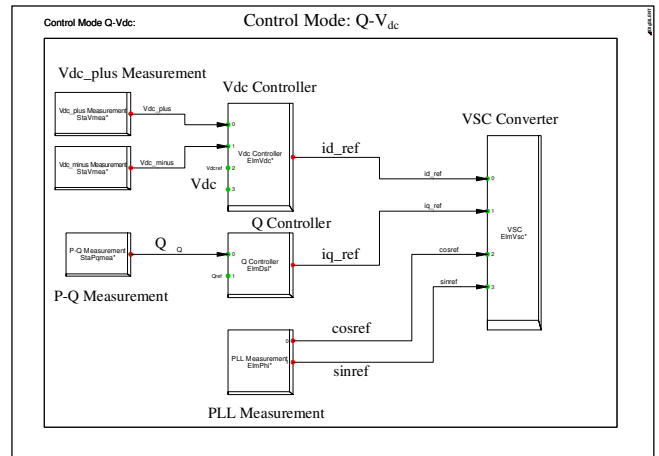 Control Mode Q-Vdc:
Control Mode: Q-Vdc
DIgSILENT
Vdc_plus Measurement
Vdc Controller
VSC Converter
Vdc_plus Measurement
StaVmea*
Vdc_plus
0
Vdc_minus Measurement
StaVmea*
Vdc_minus
1
Vdc Controller
ElmVdc*
Vdcref
2
Vdc
3
id_ref
id_ref
0
Q Controller
iq_ref
1
VSC
ElmVsc*
P-Q Measurement
StaPqmea*
Q
Q
0
Q Controller
ElmDsl*
Qref
1
iq_ref
cosref
2
P-Q Measurement
sinref
3
cosref
0
PLL Measurement
ElmPhi*
sinref
PLL Measurement